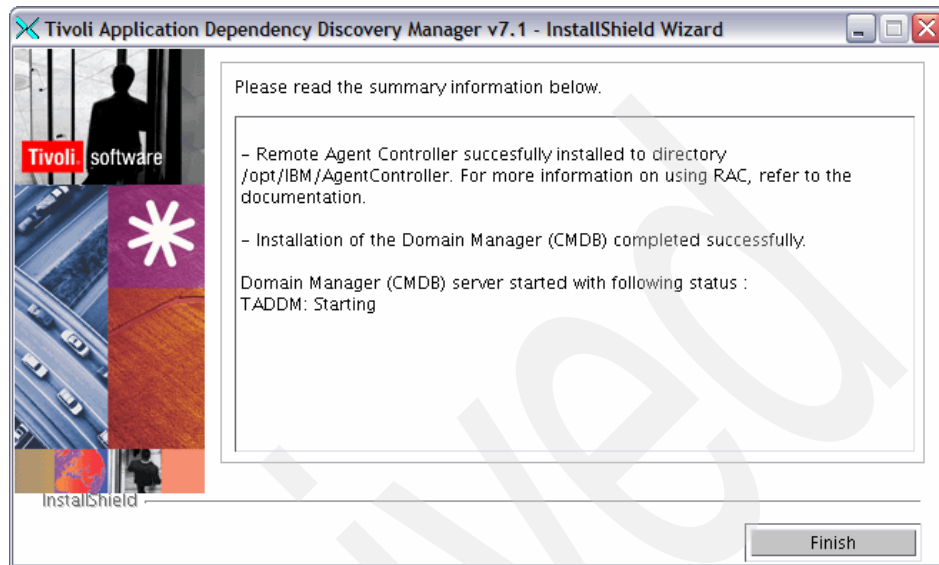 Tivoli Application Dependency Discovery Manager v7.1 - InstallShield Wizard
Please read the summary information below.
Tivoli. software
– Remote Agent Controller succesfully installed to directory
/opt/IBM/AgentController. For more information on using RAC, refer to the
documentation.
– Installation of the Domain Manager (CMDB) completed successfully.
Domain Manager (CMDB) server started with following status :
TADDM: Starting
InstallShield
Finish